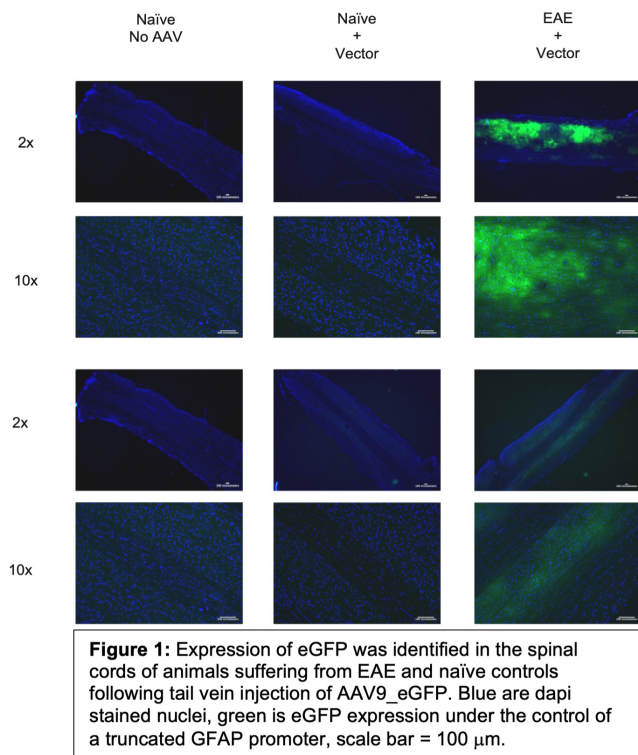 Naïve
No AAV
Naïve
+
Vector
EAE
+
Vector
2x
10x
2x
10x
Figure 1: Expression of eGFP was identified in the spinal
cords of animals suffering from EAE and naïve controls
following tail vein injection of AAV9_eGFP. Blue are dapi
stained nuclei, green is eGFP expression under the control of
a truncated GFAP promoter, scale bar = 100 μm.